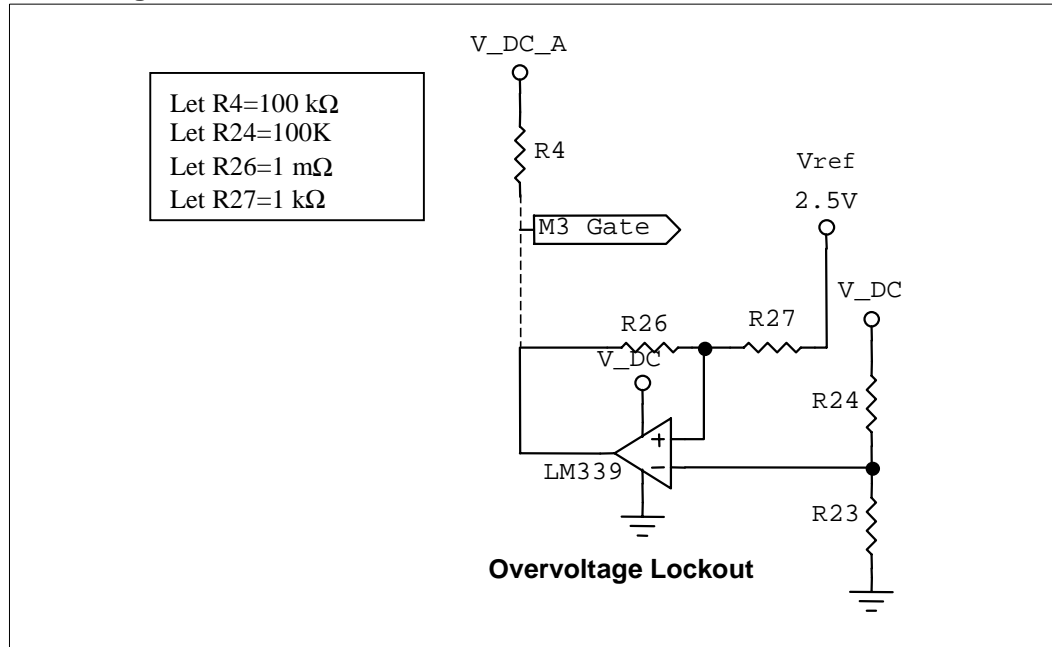 V_DC_A
Let R4=100 kΩ
Let R24=100K
Let R26=1 mΩ
Let R27=1 kΩ
R4
Vref
2.5V
M3 Gate
V_DC
R26
R27
V_DC
R24
+
−
LM339
R23
Overvoltage Lockout